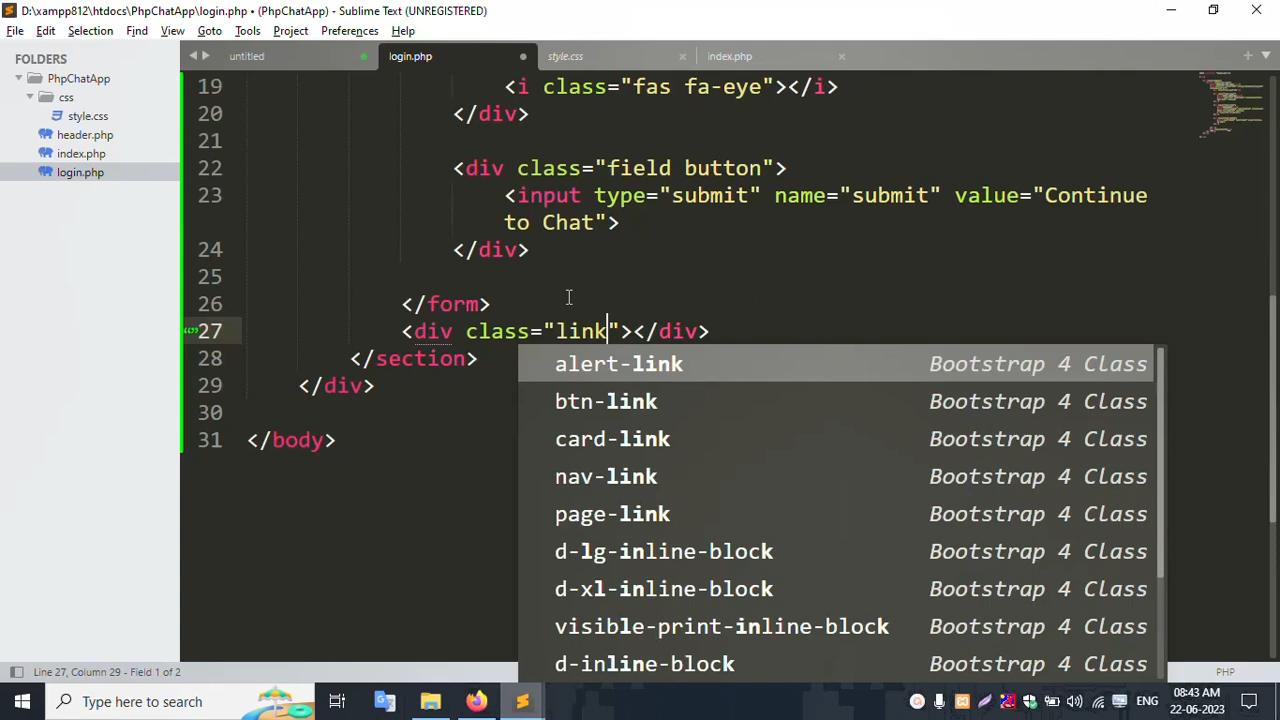 D:\xampp812\htdocs\PhpChatApp\login.php • (PhpChatApp) - Sublime Text (UNREGISTERED)
File Edit Selection Find View Goto Tools Project Preferences Help
FOLDERS
PhpChatApp
css
style.css
header.php
index.php
login.php
untitled login.php style.css index.php
19 <i class="fas fa-eye"></i>
20 </div>
21
22 <div class="field button">
23 <input type="submit" name="submit" value="Continue
to Chat">
24 </div>
25
26 </form>
27 <div class="link"></div>
28 </section>
29 </div>
30
31 </body>
alert-link Bootstrap 4 Class
btn-link Bootstrap 4 Class
card-link Bootstrap 4 Class
nav-link Bootstrap 4 Class
page-link Bootstrap 4 Class
d-lg-inline-block Bootstrap 4 Class
d-xl-inline-block Bootstrap 4 Class
visible-print-inline-block Bootstrap 4 Class
d-inline-block Bootstrap 4 Class
Line 27, Column 29 - Field 1 of 2 PHP
Type here to search
ENG
08:43 AM
22-06-2023